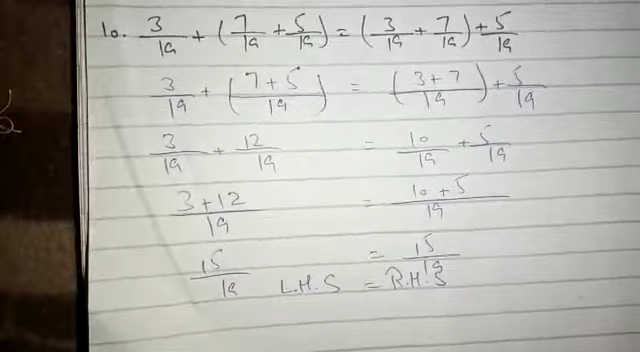 10. 3/19 + (7/19 + 5/19) = (3/19 + 7/19) + 5/19
3/19 + (7+5/19) = (3+7/19) + 5/19
3/19 + 12/19 = 10/19 + 5/19
3+12/19 = 10+5/19
15/19 = 15/19
L.H.S = R.H.S